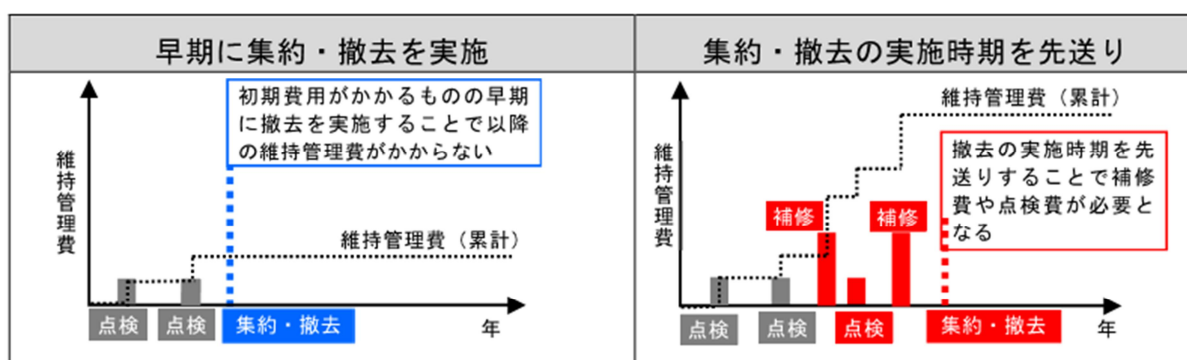 早期に集約・撤去を実施
初期費用がかかるものの早期
に撤去を実施することで以降
の維持管理費がかからない
維持管理費
維持管理費（累計）
点検
点検
集約・撤去
年
集約・撤去の実施時期を先送り
維持管理費（累計）
撤去の実施時期を先
送りすることで補修
費や点検費が必要と
なる
維持管理費
補修
補修
点検
点検
点検
集約・撤去
年